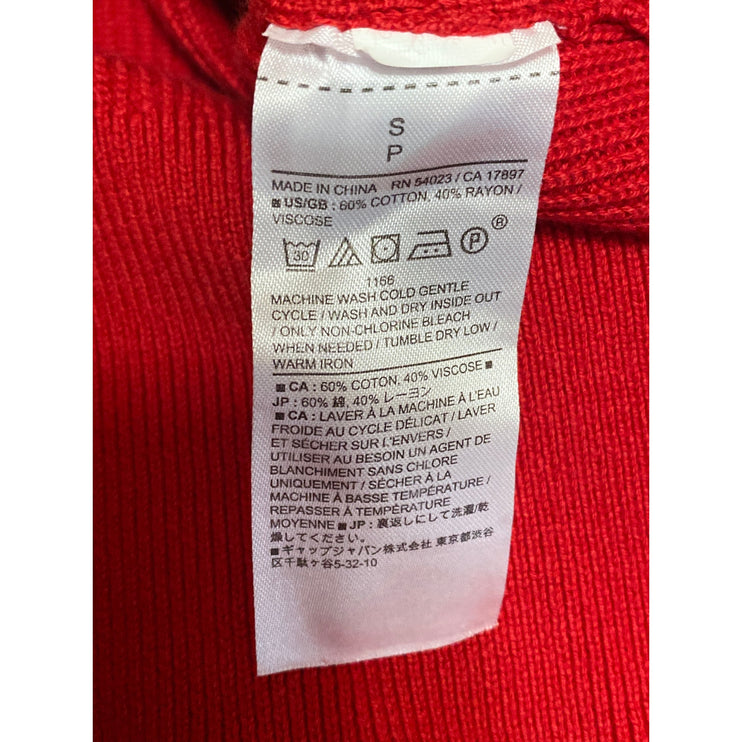 S
P
MADE IN CHINA RN 54023 / CA 17897
■ US/GB : 60% COTTON, 40% RAYON /
VISCOSE
30 P ®
1156
MACHINE WASH COLD GENTLE
CYCLE / WASH AND DRY INSIDE OUT
/ ONLY NON-CHLORINE BLEACH
WHEN NEEDED / TUMBLE DRY LOW /
WARM IRON
■ CA : 60% COTON, 40% VISCOSE ■
JP : 60% 綿, 40% レーヨン
■ CA : LAVER À LA MACHINE À L'EAU
FROIDE AU CYCLE DÉLICAT / LAVER
ET SÉCHER SUR L'ENVERS /
UTILISER AU BESOIN UN AGENT DE
BLANCHIMENT SANS CHLORE
UNIQUEMENT / SÉCHER À LA
MACHINE À BASSE TEMPÉRATURE /
REPASSER À TEMPÉRATURE
MOYENNE ■ JP : 裏返しにして洗濯/乾
燥してください.
■ ギャップジャパン株式会社 東京都渋谷
区千駄ヶ谷5-32-10